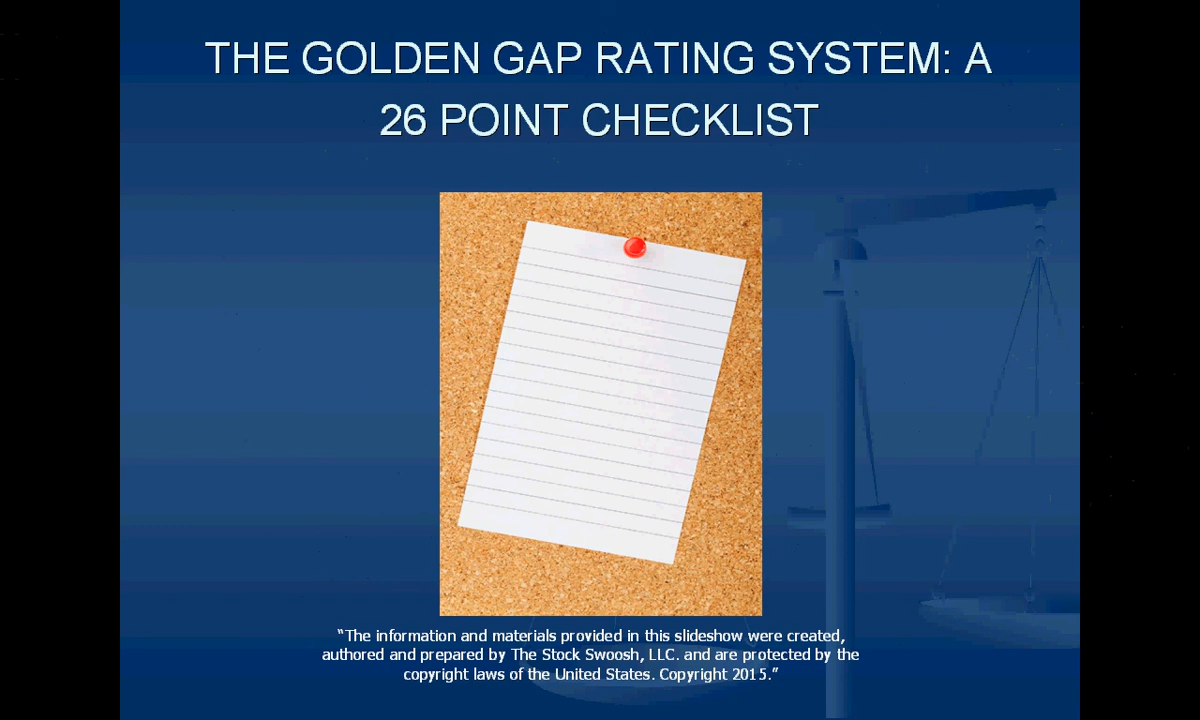 THE GOLDEN GAP RATING SYSTEM: A
26 POINT CHECKLIST
“The information and materials provided in this slideshow were created,
authored and prepared by The Stock Swoosh, LLC. and are protected by the
copyright laws of the United States. Copyright 2015.”